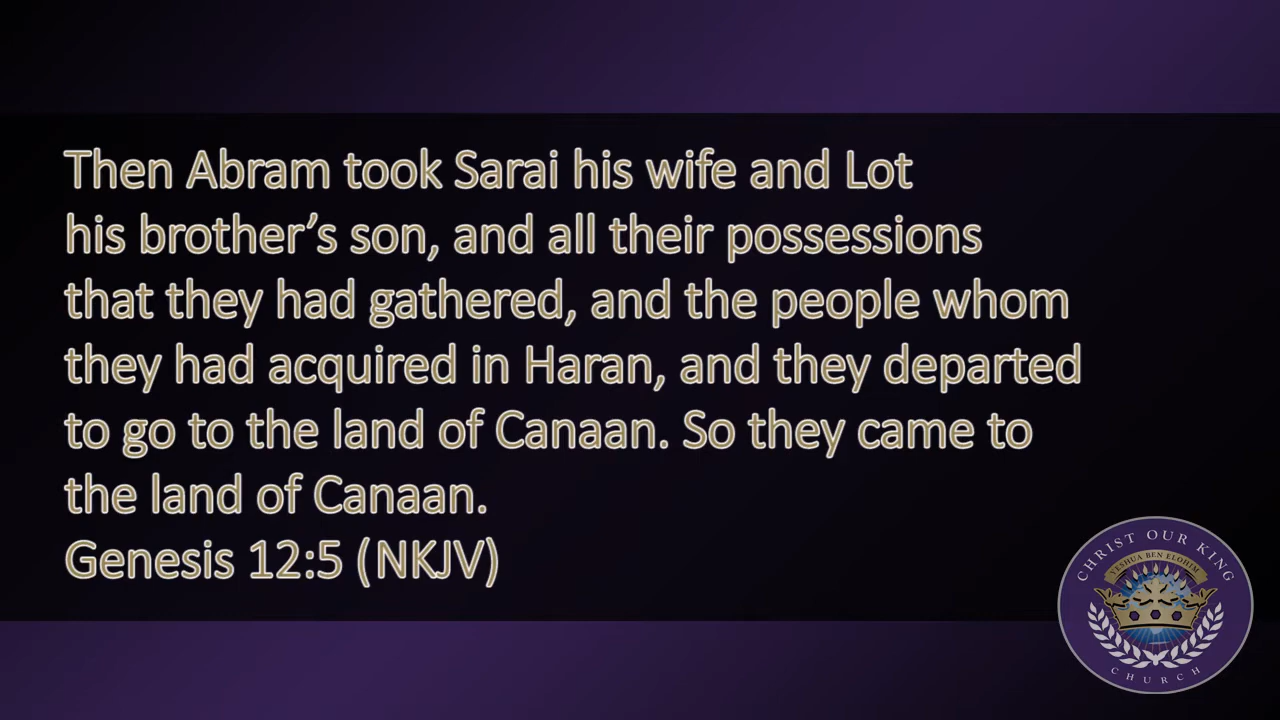 Then Abram took Sarai his wife and Lot
his brother’s son, and all their possessions
that they had gathered, and the people whom
they had acquired in Haran, and they departed
to go to the land of Canaan. So they came to
the land of Canaan.
Genesis 12:5 (NKJV)
CHRIST OUR KING
YESHUA BEN ELOHIM
CHURCH